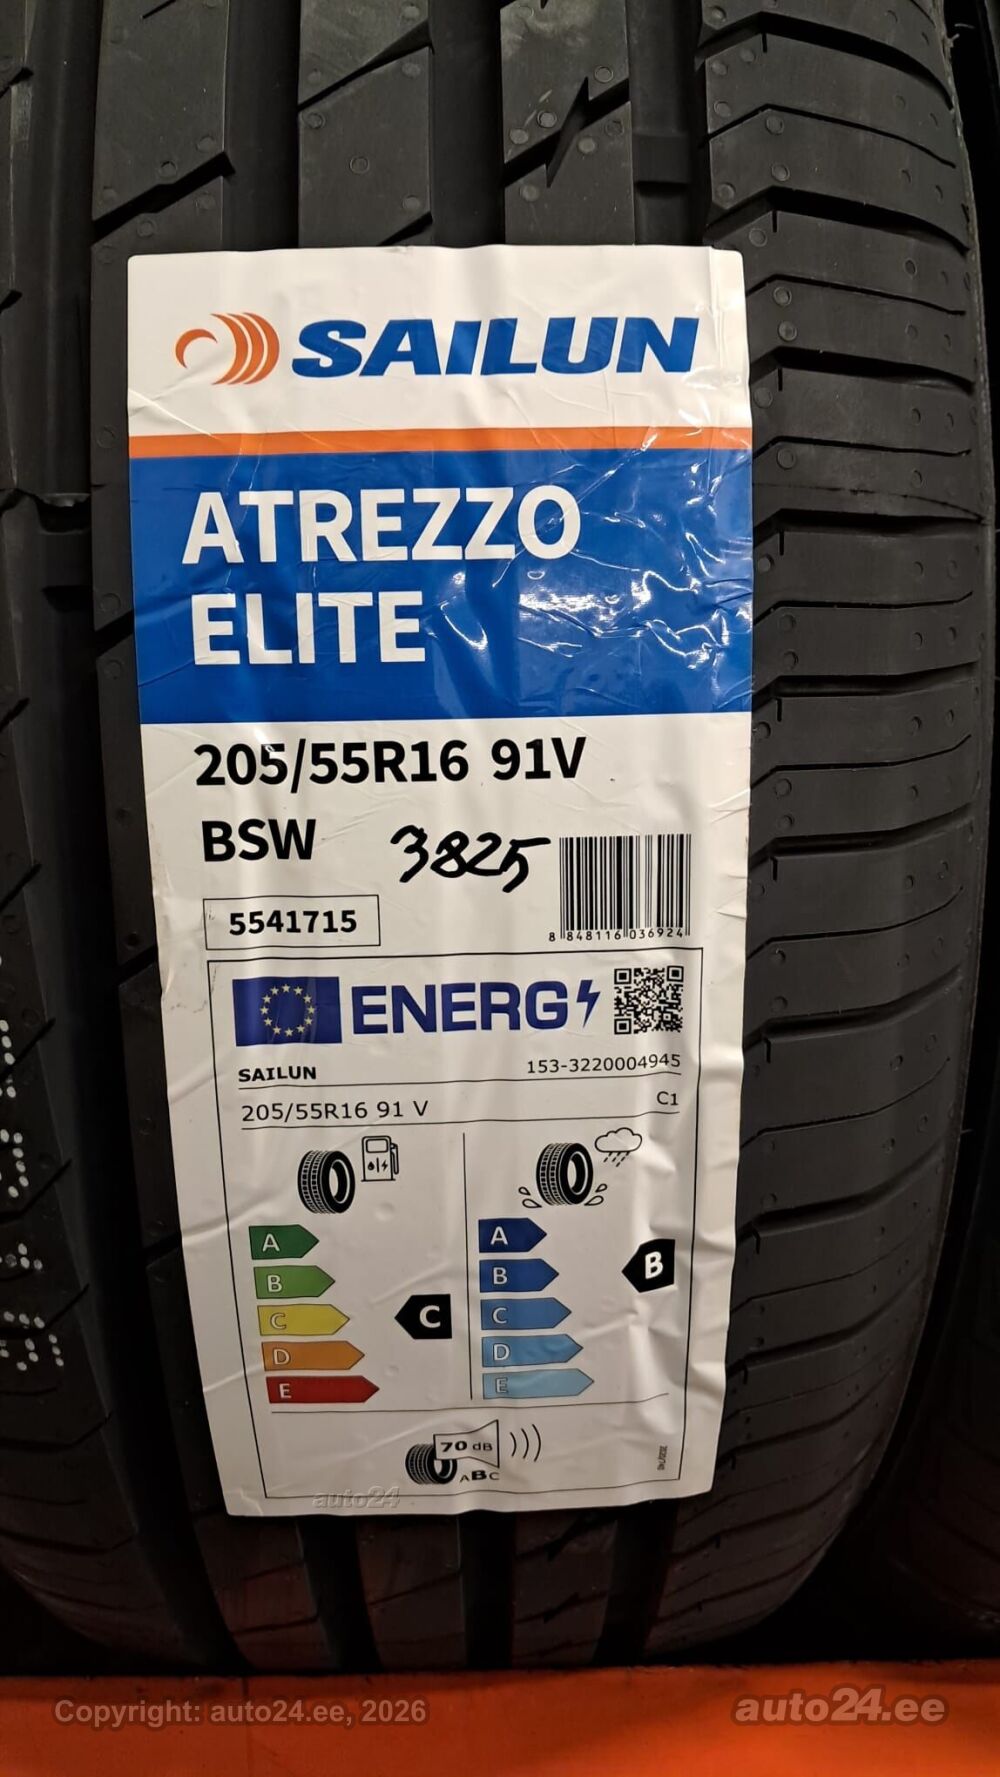 SAILUN
ATREZZO
ELITE
205/55R16 91V
BSW 3825
5541715
8 848116 036924
ENERG
SAILUN 153-3220004945
205/55R16 91 V C1
A A
B B B
C C C
D D
E E
70 dB
ABC
auto24
Copyright: auto24.ee, 2026 auto24.ee